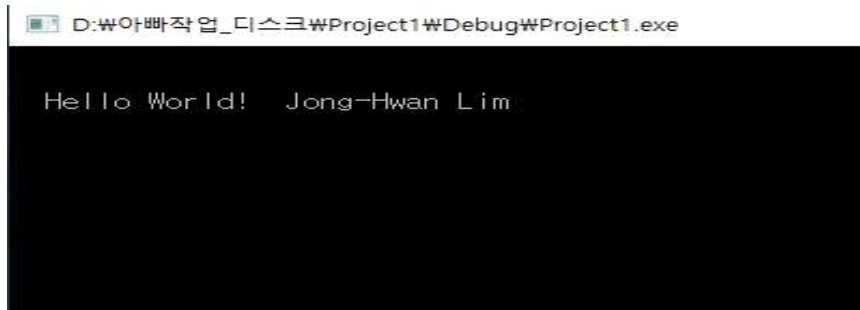 D:₩아빠작업_디스크₩Project1₩Debug₩Project1.exe
Hello World!  Jong-Hwan Lim